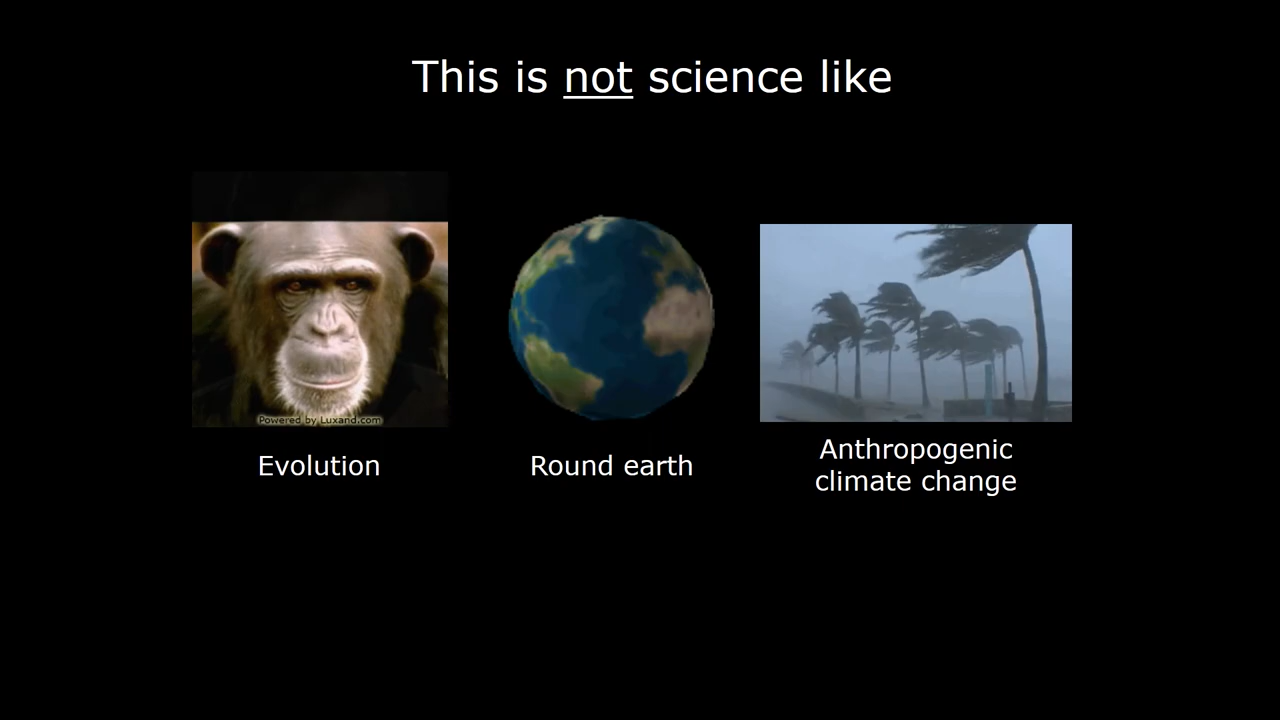 This is not science like
Powered by Luxand.com
Evolution
Round earth
Anthropogenic
climate change